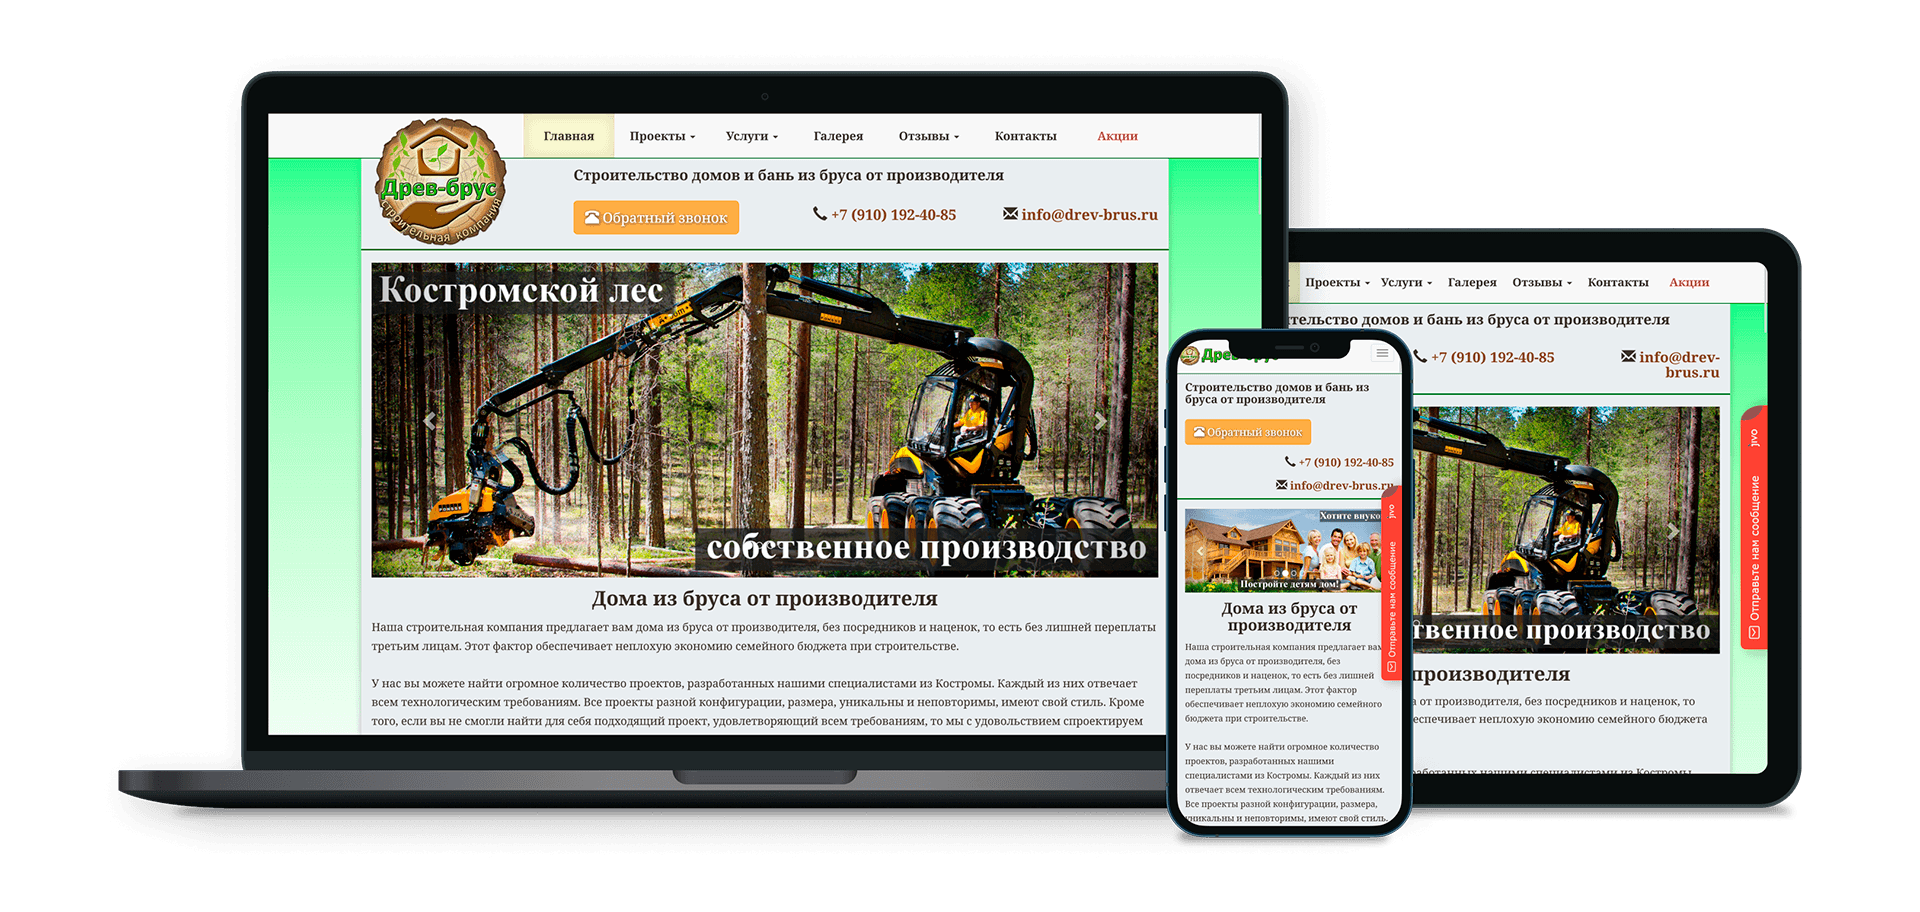 Главная Проекты Услуги Галерея Отзывы Контакты Акции
Древ-брус
строительная компания
Строительство домов и бань из бруса от производителя
Обратный звонок +7 (910) 192-40-85 info@drev-brus.ru
Костромской лес
собственное производство
Дома из бруса от производителя
Наша строительная компания предлагает вам дома из бруса от производителя, без посредников и наценок, то есть без лишней переплаты
третьим лицам. Этот фактор обеспечивает неплохую экономию семейного бюджета при строительстве.
У нас вы можете найти огромное количество проектов, разработанных нашими специалистами из Костромы. Каждый из них отвечает
всем технологическим требованиям. Все проекты разной конфигурации, размера, уникальны и неповторимы, имеют свой стиль. Кроме
того, если вы не смогли найти для себя подходящий проект, удовлетворяющий всем требованиям, то мы с удовольствием спроектируем
Древ-брус
Строительство домов и бань из
бруса от производителя
Обратный звонок
+7 (910) 192-40-85
info@drev-brus.ru
Хотите внуков
Постройте детям дом!
Дома из бруса от
производителя
Наша строительная компания предлагает вам
дома из бруса от производителя, без
посредников и наценок, то есть без лишней
переплаты третьим лицам. Этот фактор
обеспечивает неплохую экономию семейного
бюджета при строительстве.
У нас вы можете найти огромное количество
проектов, разработанных нашими
специалистами из Костромы. Каждый из них
отвечает всем технологическим требованиям.
Все проекты разной конфигурации, размера,
уникальны и неповторимы, имеют свой стиль.
Отправьте нам сообщение jivo
Проекты Услуги Галерея Отзывы Контакты Акции
тельство домов и бань из бруса от производителя
+7 (910) 192-40-85 info@drev-
brus.ru
твенное производство
производителя
от производителя, без посредников и наценок, то
беспечивает неплохую экономию семейного бюджета
работанных нашими специалистами из Костромы
Отправьте нам сообщение jivo